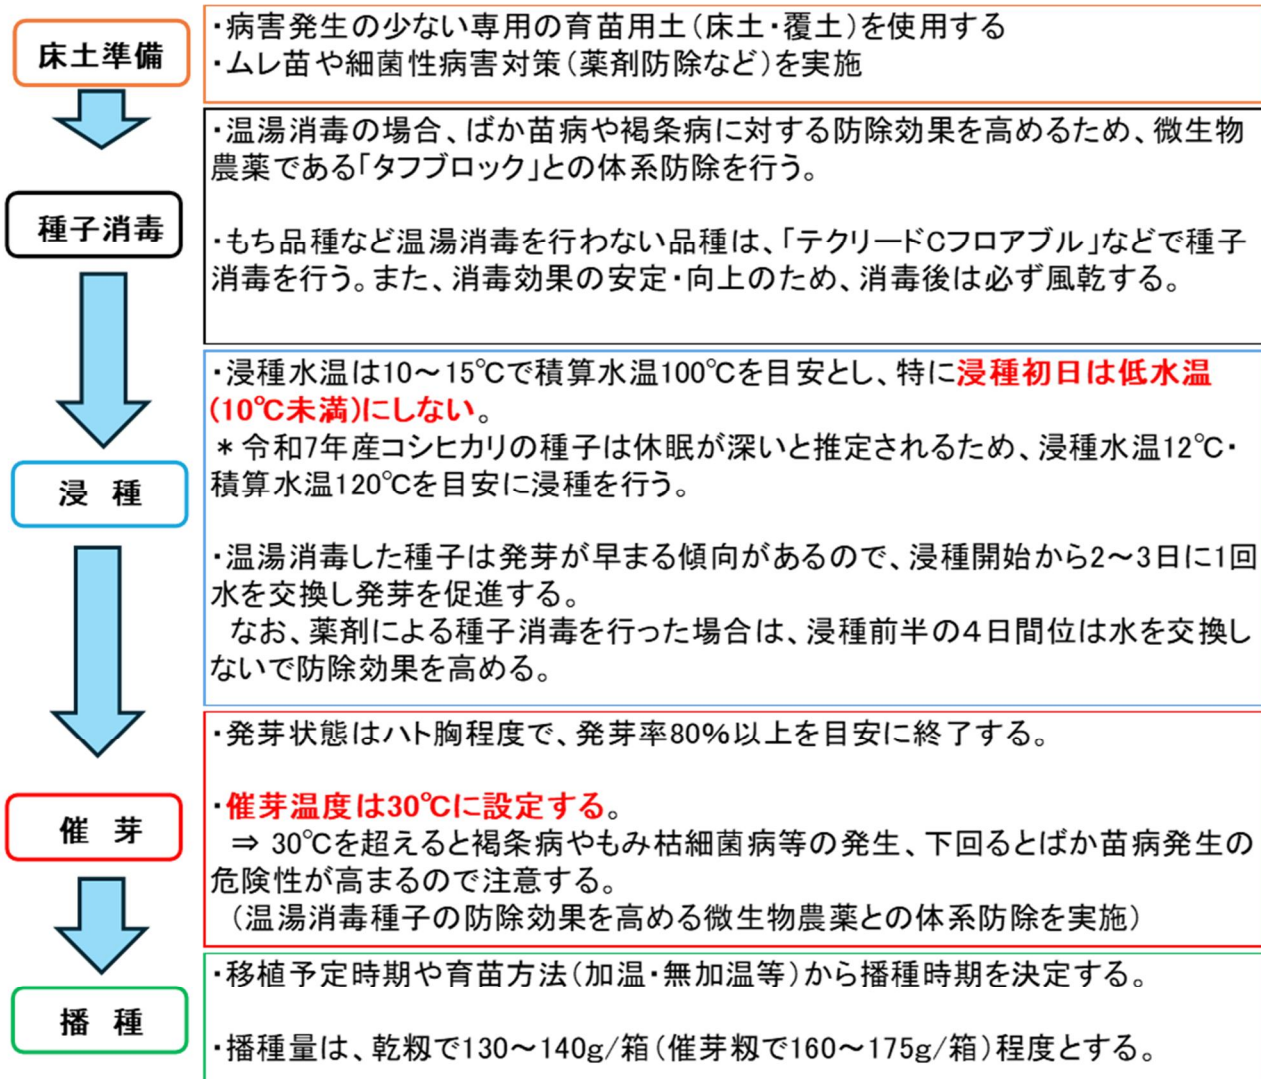 床土準備
・病害発生の少ない専用の育苗用土(床土・覆土)を使用する
・ムレ苗や細菌性病害対策(薬剤防除など)を実施
種子消毒
・温湯消毒の場合、ばか苗病や褐条病に対する防除効果を高めるため、微生物
農薬である「タフブロック」との体系防除を行う。
・もち品種など温湯消毒を行わない品種は、「テクリードCフロアブル」などで種子
消毒を行う。また、消毒効果の安定・向上のため、消毒後は必ず風乾する。
浸 種
・浸種水温は10～15℃で積算水温100℃を目安とし、特に浸種初日は低水温
(10℃未満)にしない。
＊令和7年産コシヒカリの種子は休眠が深いと推定されるため、浸種水温12℃・
積算水温120℃を目安に浸種を行う。
・温湯消毒した種子は発芽が早まる傾向があるので、浸種開始から2～3日に1回
水を交換し発芽を促進する。
なお、薬剤による種子消毒を行った場合は、浸種前半の４日間位は水を交換し
ないで防除効果を高める。
催 芽
・発芽状態はハト胸程度で、発芽率80%以上を目安に終了する。
・催芽温度は30℃に設定する。
⇒ 30℃を超えると褐条病やもみ枯細菌病等の発生、下回るとばか苗病発生の
危険性が高まるので注意する。
（温湯消毒種子の防除効果を高める微生物農薬との体系防除を実施）
播 種
・移植予定時期や育苗方法(加温・無加温等)から播種時期を決定する。
・播種量は、乾籾で130～140g/箱(催芽籾で160～175g/箱)程度とする。